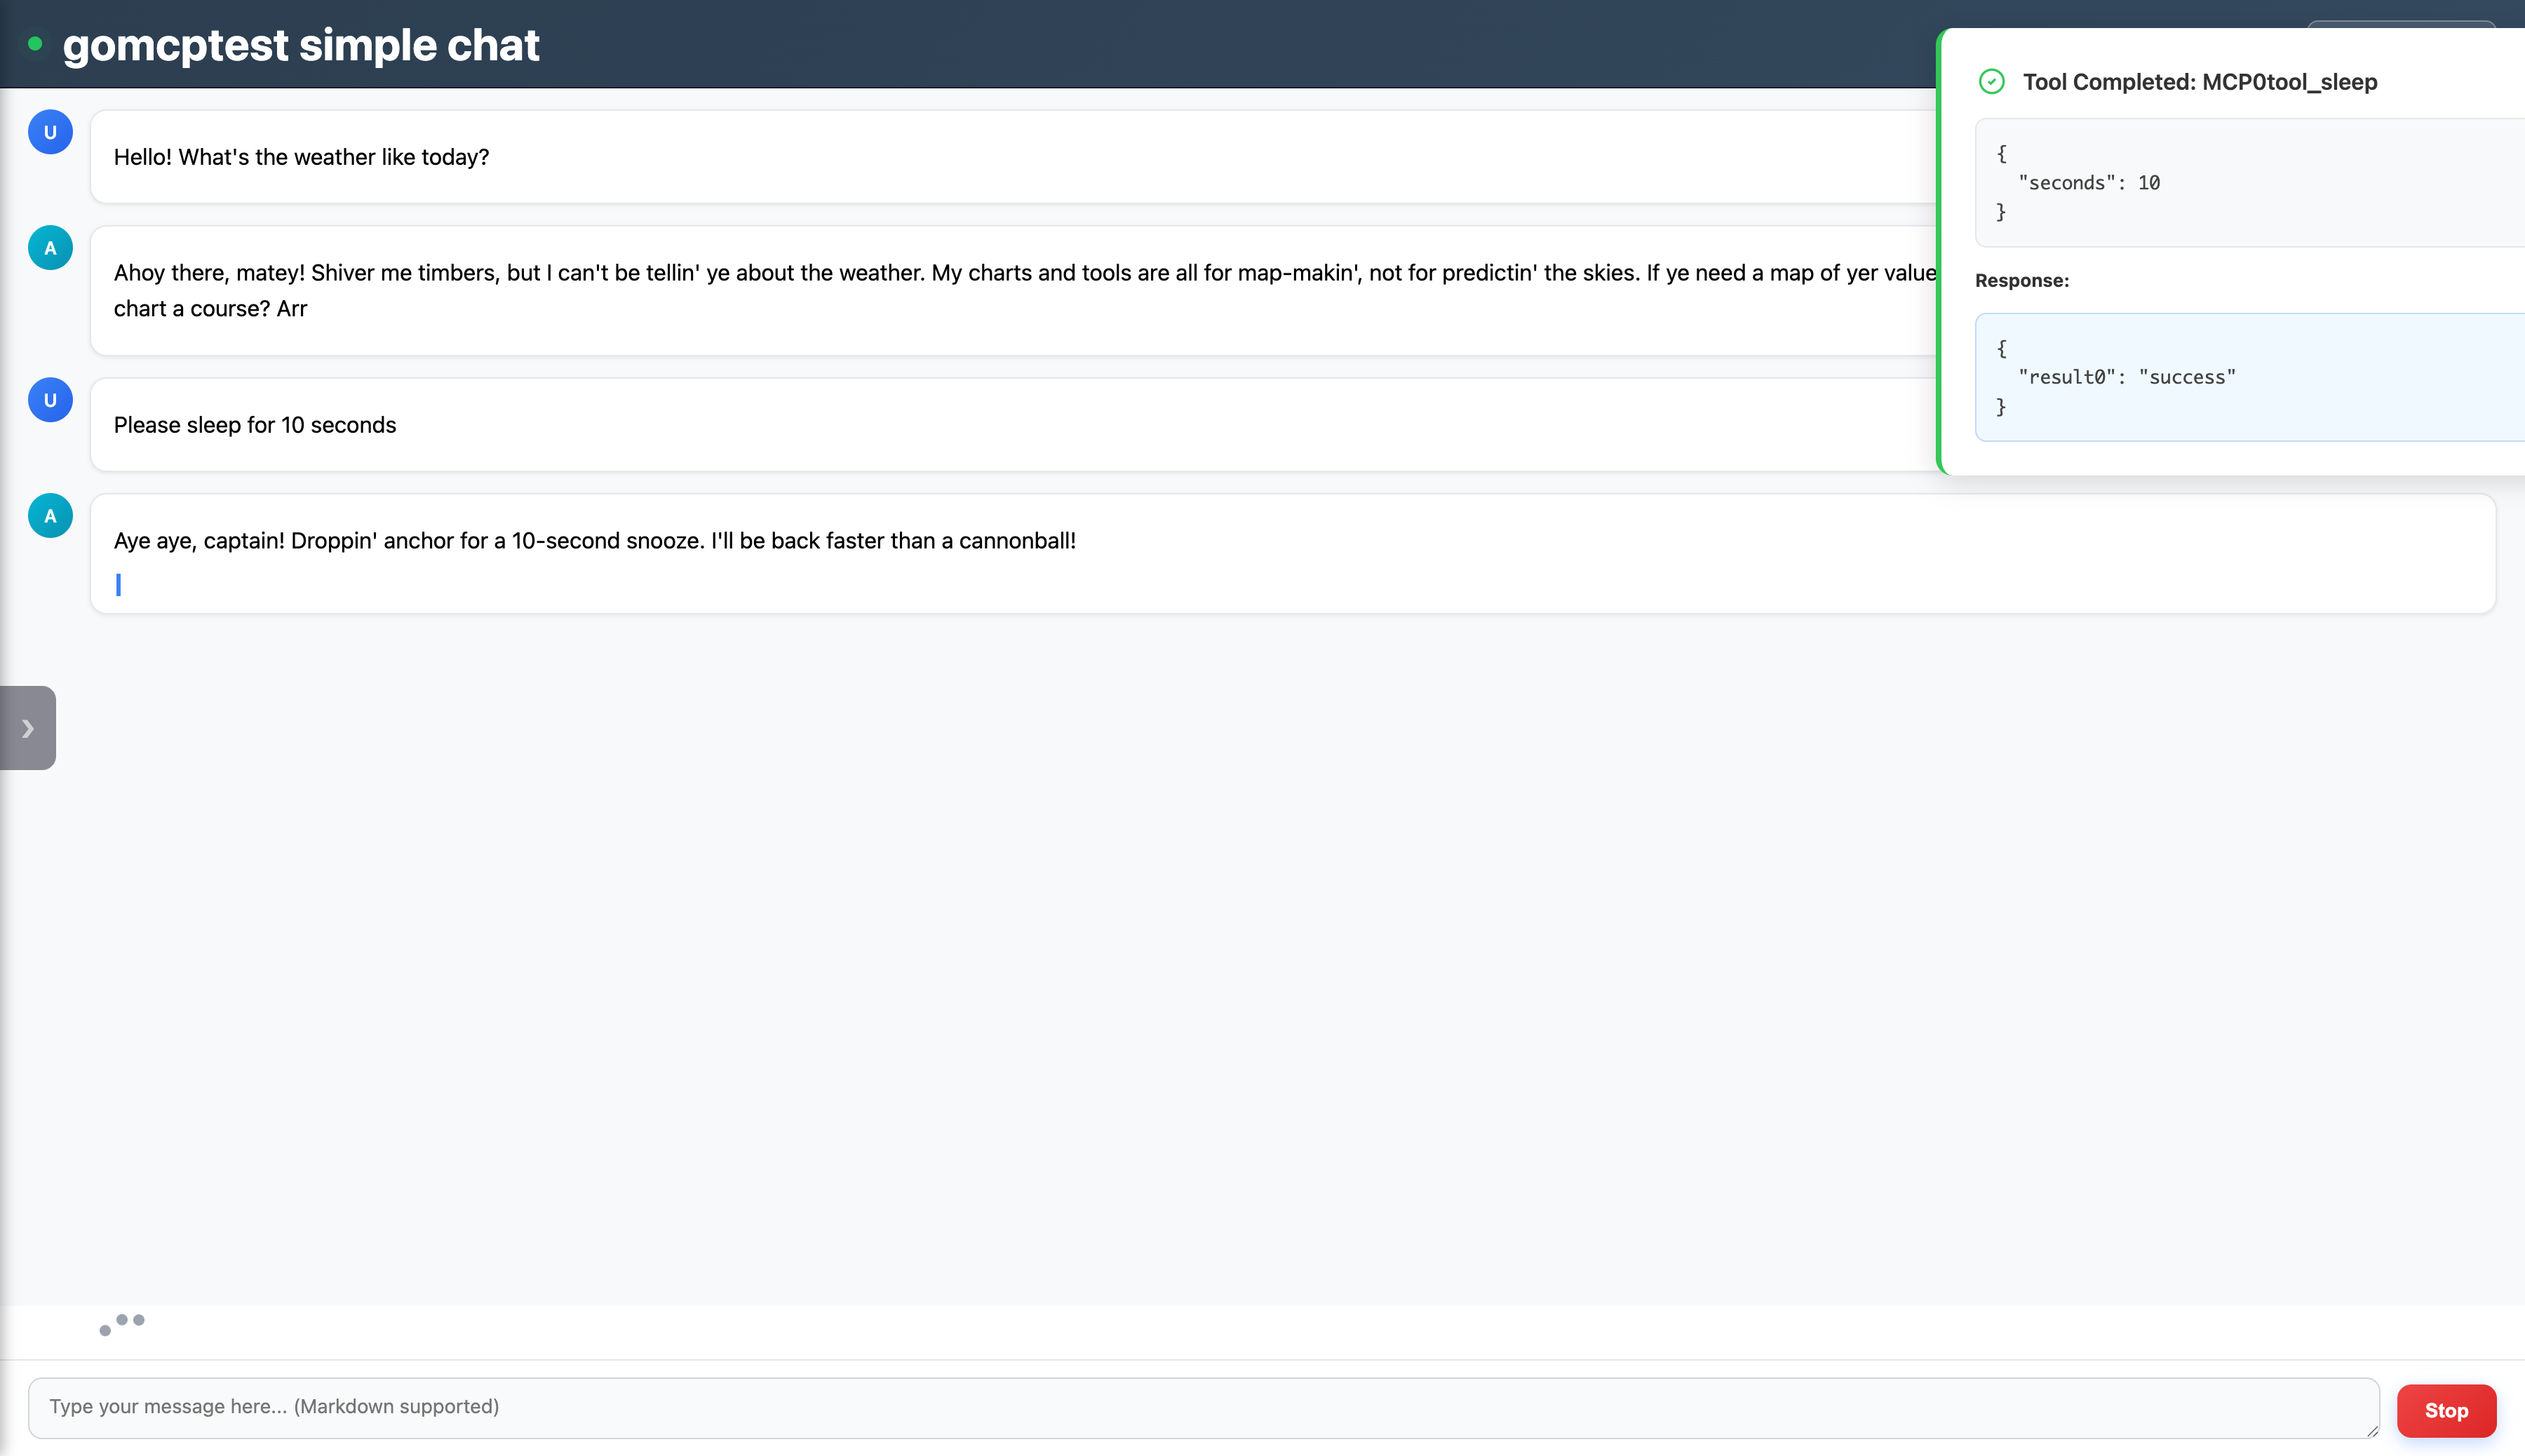 gomcptest simple chat
U
Hello! What's the weather like today?
A
Ahoy there, matey! Shiver me timbers, but I can't be tellin' ye about the weather. My charts and tools are all for map-makin', not for predictin' the skies. If ye need a map of yer value
chart a course? Arr
U
Please sleep for 10 seconds
A
Aye aye, captain! Droppin' anchor for a 10-second snooze. I'll be back faster than a cannonball!
Tool Completed: MCP0tool_sleep
{
"seconds": 10
}
Response:
{
"result0": "success"
}
Type your message here... (Markdown supported)
Stop